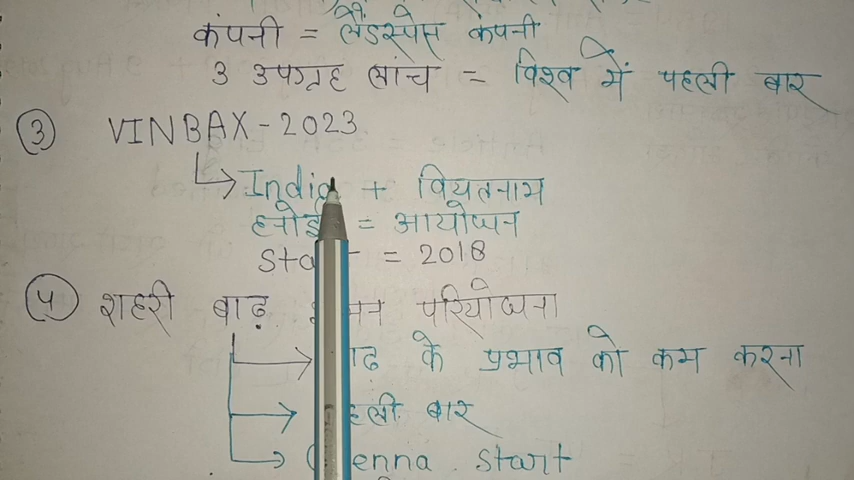 कंपनी = लैंडस्पेस कंपनी
3 उपग्रह लांच = विश्व में पहली बार
③ VINBAX-2023
India + वियतनाम
हनोई = आयोजन
= 2018
④ शहरी बाढ़ परियोजना
के प्रभाव को कम करना
बार
start